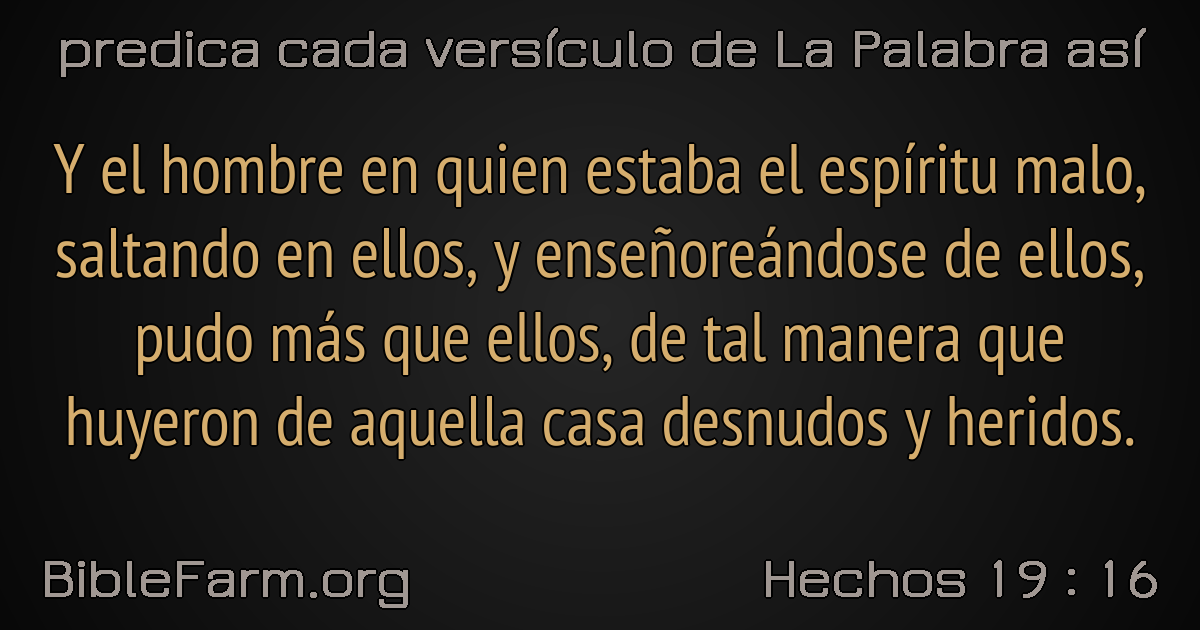 predica cada versículo de La Palabra así
Y el hombre en quien estaba el espíritu malo,
saltando en ellos, y enseñoreándose de ellos,
pudo más que ellos, de tal manera que
huyeron de aquella casa desnudos y heridos.
BibleFarm.org
Hechos 19 : 16